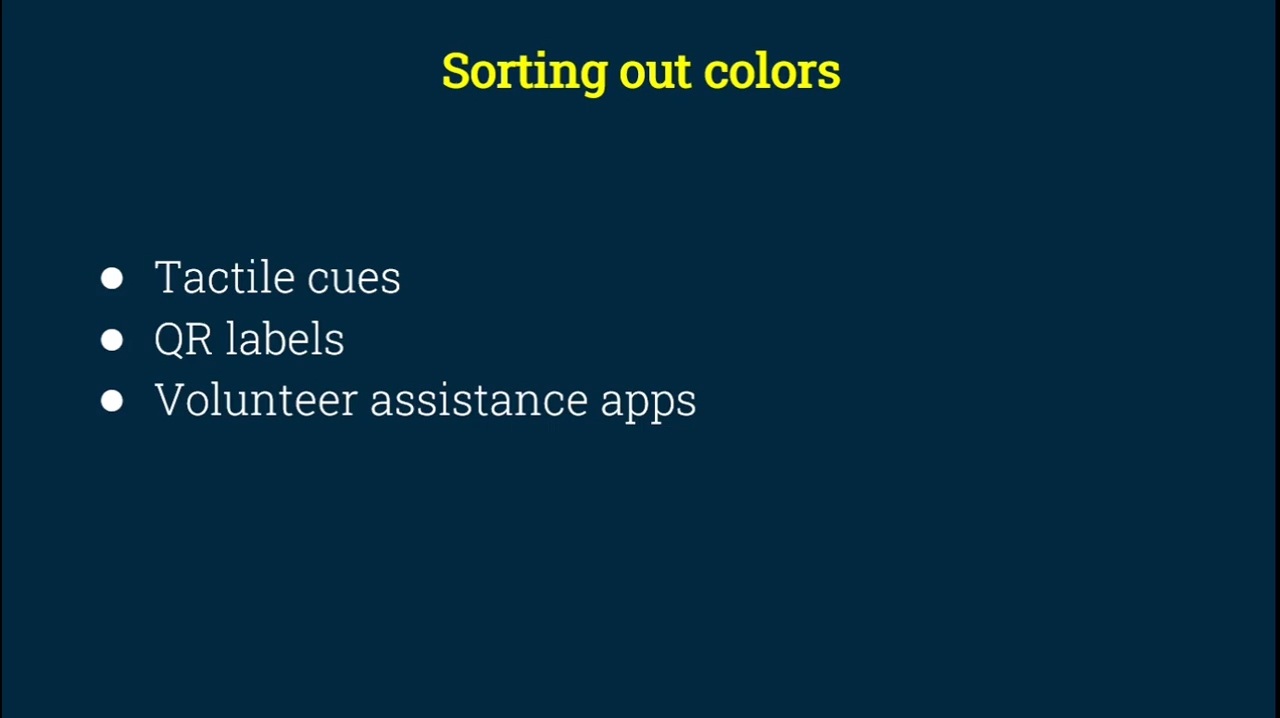 Sorting out colors
● Tactile cues
● QR labels
● Volunteer assistance apps